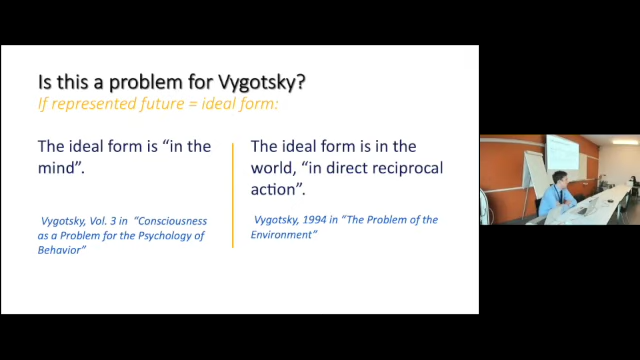 Is this a problem for Vygotsky?
If represented future = ideal form:
The ideal form is “in the
mind”.
Vygotsky, Vol. 3 in “Consciousness
as a Problem for the Psychology of
Behavior”
The ideal form is in the
world, “in direct reciprocal
action”.
Vygotsky, 1994 in “The Problem of the
Environment”